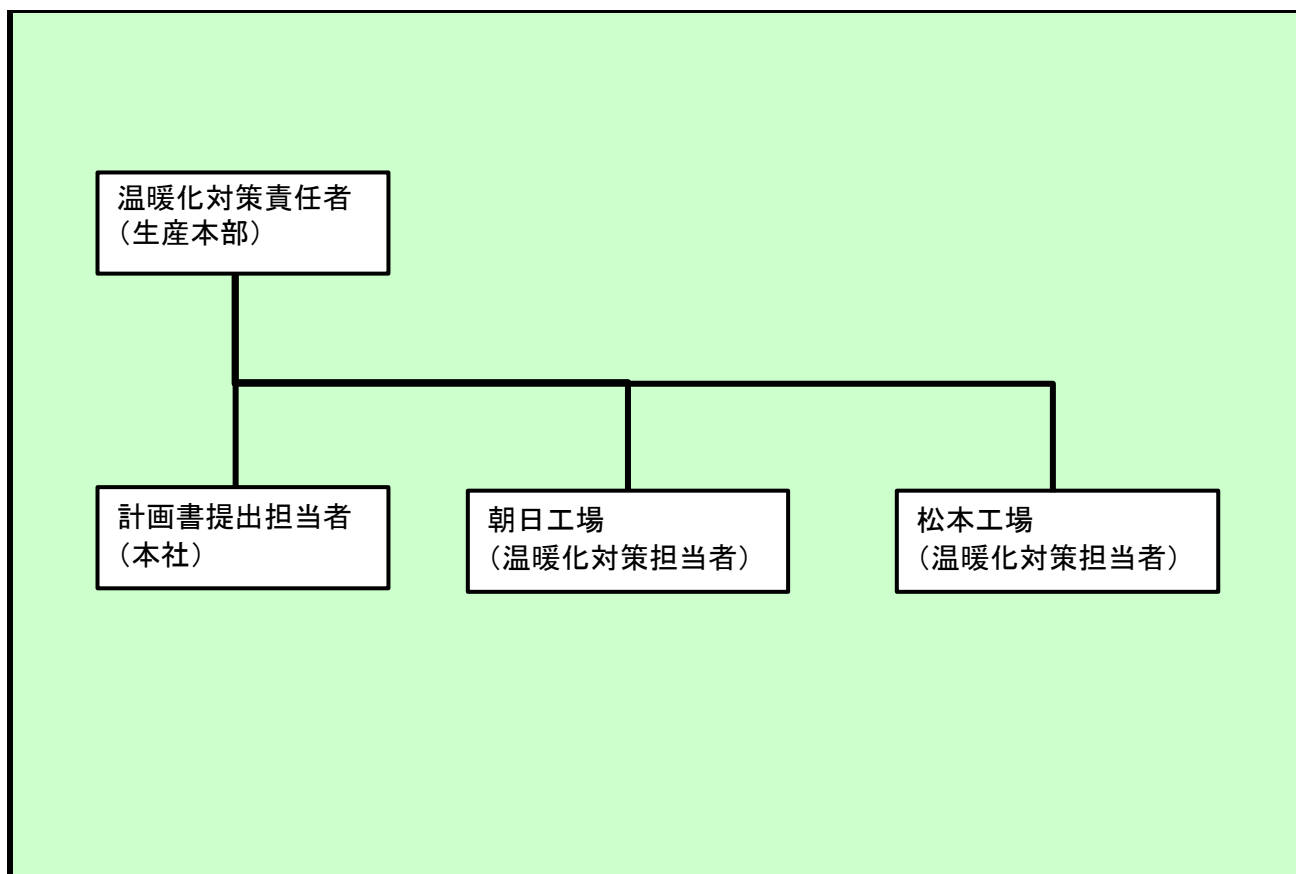 温暖化対策責任者
（生産本部）
計画書提出担当者
（本社）
朝日工場
（温暖化対策担当者）
松本工場
（温暖化対策担当者）